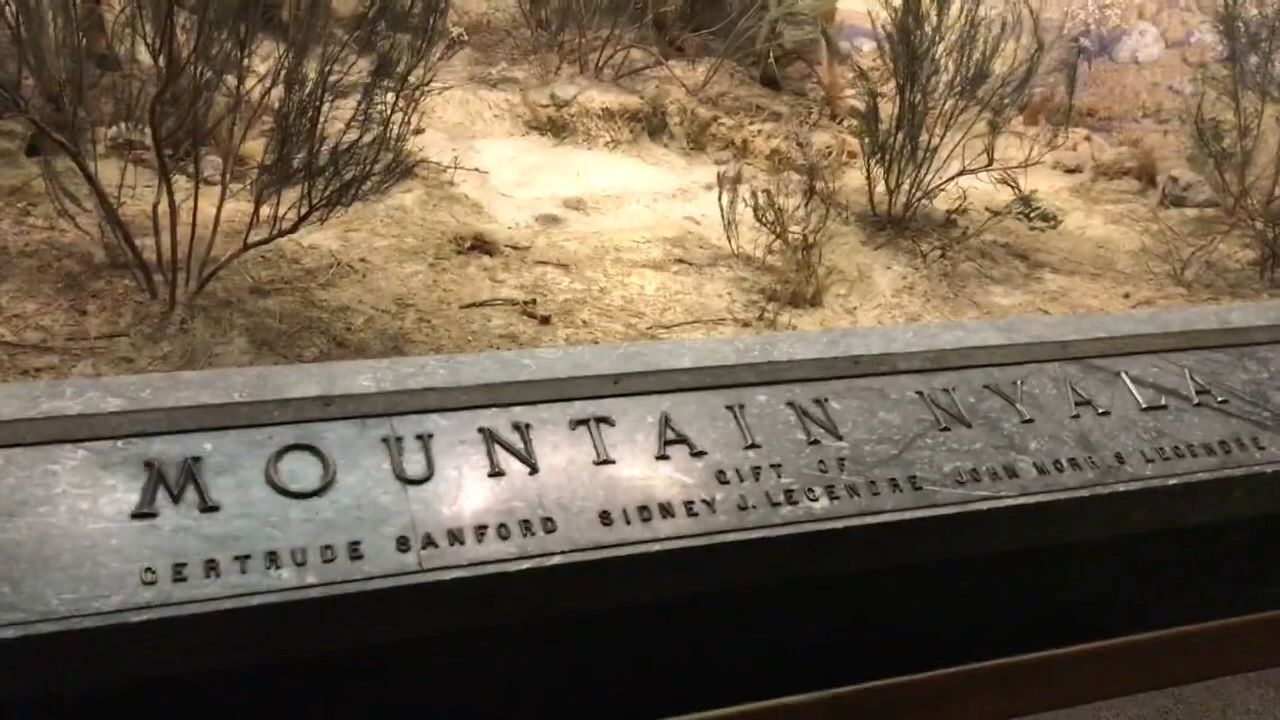 MOUNTAIN NYALA
GIFT OF
GERTRUDE SANFORD SIDNEY J. LEGENDRE JOHN MORRIS LEGENDRE